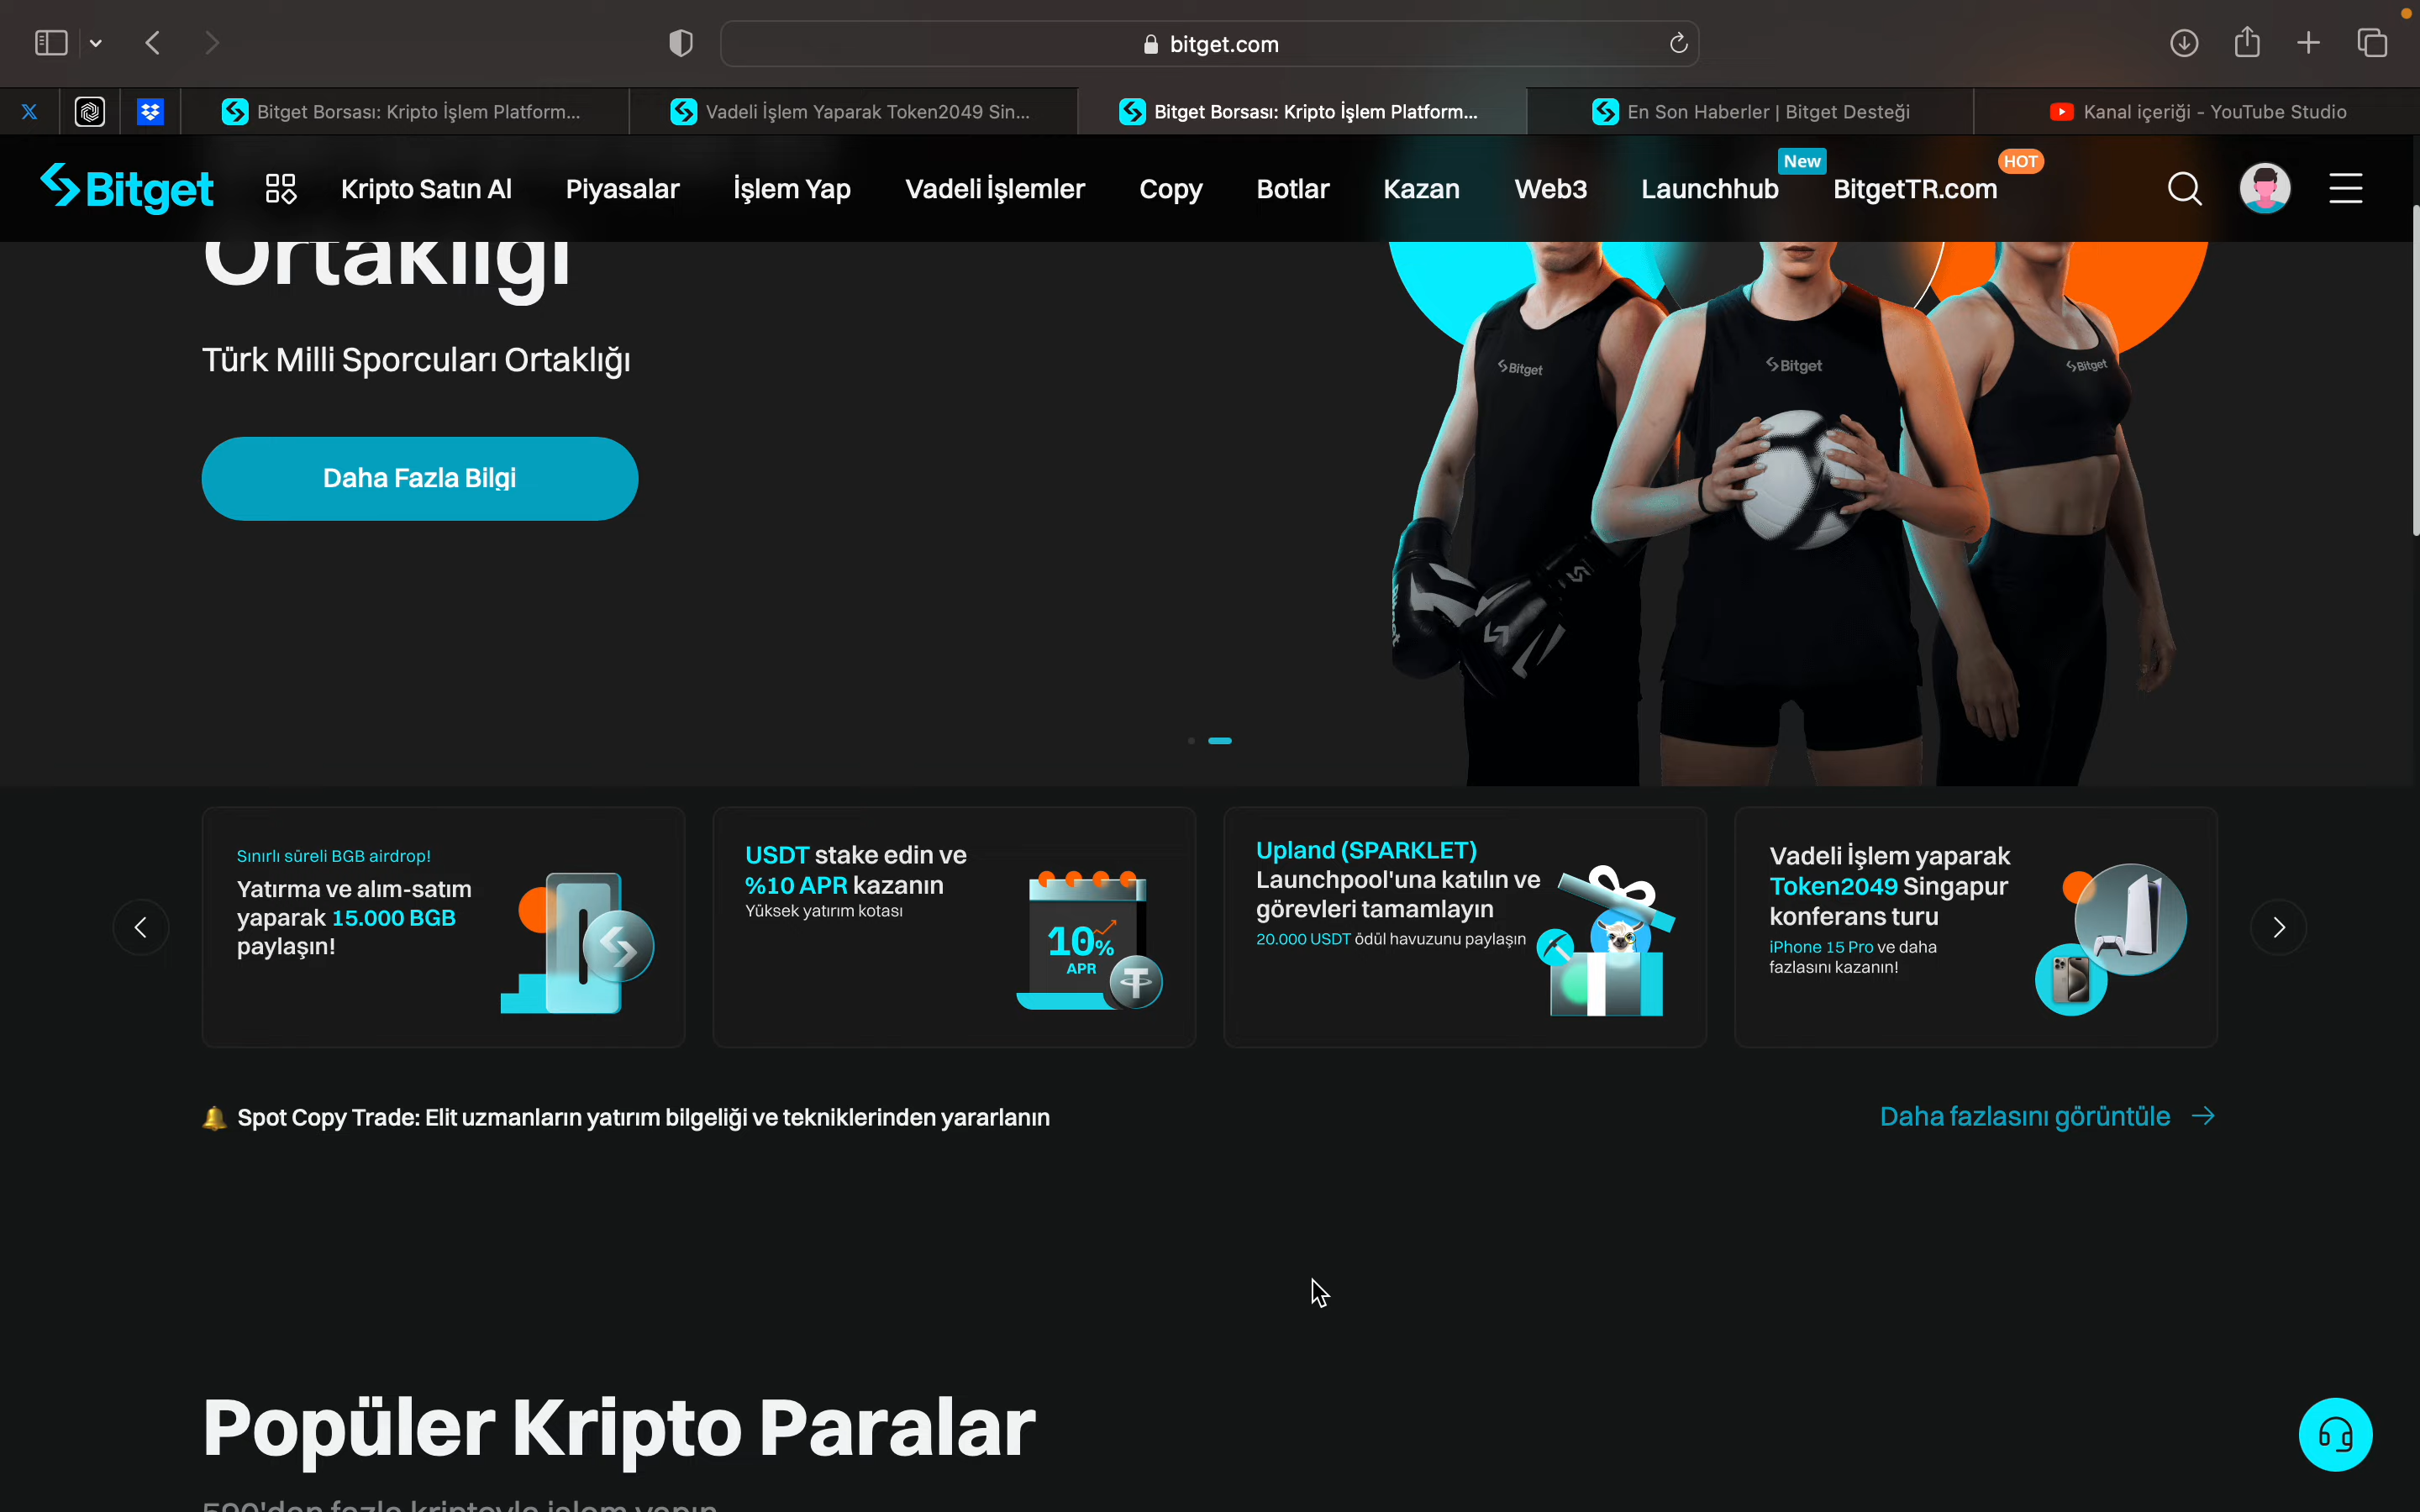 bitget.com
Bitget Borsası: Kripto İşlem Platform...
Vadeli İşlem Yaparak Token2049 Sin...
Bitget Borsası: Kripto İşlem Platform...
En Son Haberler | Bitget Desteği
Kanal içeriği – YouTube Studio
Bitget
Kripto Satın Al
Piyasalar
İşlem Yap
Vadeli İşlemler
Copy
Botlar
Kazan
Web3
Launchhub
New
BitgetTR.com
HOT
Ortaklığı
Türk Milli Sporcuları Ortaklığı
Daha Fazla Bilgi
Bitget
Bitget
Bitget
Sınırlı süreli BGB airdrop!
Yatırma ve alım-satım
yaparak 15.000 BGB
paylaşın!
USDT stake edin ve
%10 APR kazanın
Yüksek yatırım kotası
10%
APR
Upland (SPARKLET)
Launchpool'una katılın ve
görevleri tamamlayın
20.000 USDT ödül havuzunu paylaşın
Vadeli İşlem yaparak
Token2049 Singapur
konferans turu
iPhone 15 Pro ve daha
fazlasını kazanın!
Spot Copy Trade: Elit uzmanların yatırım bilgeliği ve tekniklerinden yararlanın
Daha fazlasını görüntüle
Popüler Kripto Paralar
590'dan fazla kriptoyla işlem yapın